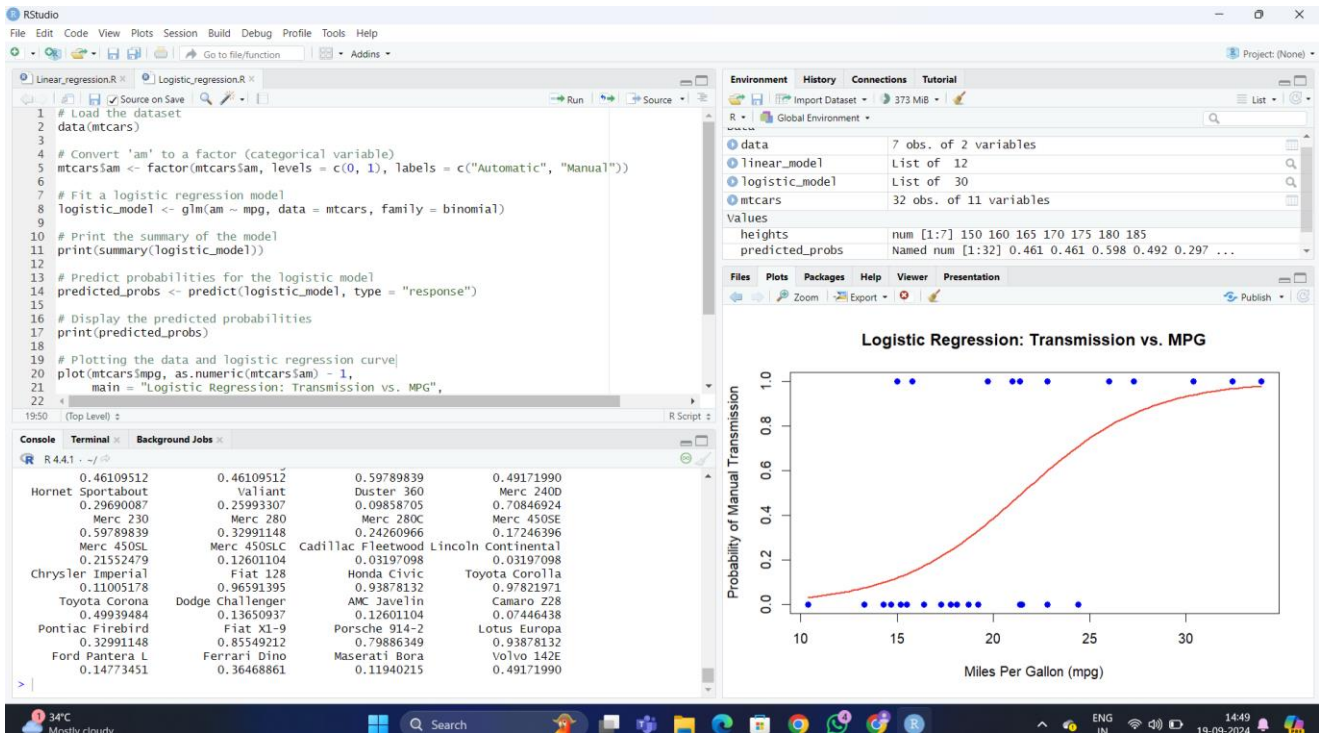 RStudio
File Edit Code View Plots Session Build Debug Profile Tools Help
Go to file/function Addins Project: (None)
Linear_regression.R Logistic_regression.R
Source on Save Run Source
1 # Load the dataset
2 data(mtcars)
3
4 # Convert 'am' to a factor (categorical variable)
5 mtcars$am <- factor(mtcars$am, levels = c(0, 1), labels = c("Automatic", "Manual"))
6
7 # Fit a logistic regression model
8 logistic_model <- glm(am ~ mpg, data = mtcars, family = binomial)
9
10 # Print the summary of the model
11 print(summary(logistic_model))
12
13 # Predict probabilities for the logistic model
14 predicted_probs <- predict(logistic_model, type = "response")
15
16 # Display the predicted probabilities
17 print(predicted_probs)
18
19 # Plotting the data and logistic regression curve
20 plot(mtcars$mpg, as.numeric(mtcars$am) - 1,
21 main = "Logistic Regression: Transmission vs. MPG",
22
19:50 (Top Level) R Script
Console Terminal Background Jobs
R 4.4.1 · ~/
0.46109512 0.46109512 0.59789839 0.49171990
Hornet Sportabout Valiant Duster 360 Merc 240D
0.29690087 0.25993307 0.09858705 0.70846924
Merc 230 Merc 280 Merc 280C Merc 450SE
0.59789839 0.32991148 0.24260966 0.17246396
Merc 450SL Merc 450SLC Cadillac Fleetwood Lincoln Continental
0.21552479 0.12601104 0.03197098 0.03197098
Chrysler Imperial Fiat 128 Honda Civic Toyota Corolla
0.11005178 0.96591395 0.93878132 0.97821971
Toyota Corona Dodge Challenger AMC Javelin Camaro Z28
0.49939484 0.13650937 0.12601104 0.07446438
Pontiac Firebird Fiat X1-9 Porsche 914-2 Lotus Europa
0.32991148 0.85549212 0.79886349 0.93878132
Ford Pantera L Ferrari Dino Maserati Bora Volvo 142E
0.14773451 0.36468861 0.11940215 0.49171990
>
Environment History Connections Tutorial
Import Dataset 373 MiB List
R Global Environment
Data
data 7 obs. of 2 variables
linear_model List of 12
logistic_model List of 30
mtcars 32 obs. of 11 variables
Values
heights num [1:7] 150 160 165 170 175 180 185
predicted_probs Named num [1:32] 0.461 0.461 0.598 0.492 0.297 ...
Files Plots Packages Help Viewer Presentation
Zoom Export Publish
Logistic Regression: Transmission vs. MPG
Probability of Manual Transmission
1.0
0.8
0.6
0.4
0.2
0.0
10 15 20 25 30
Miles Per Gallon (mpg)
1 34°C
Mostly cloudy
Search
ENG
IN
14:49
19-09-2024